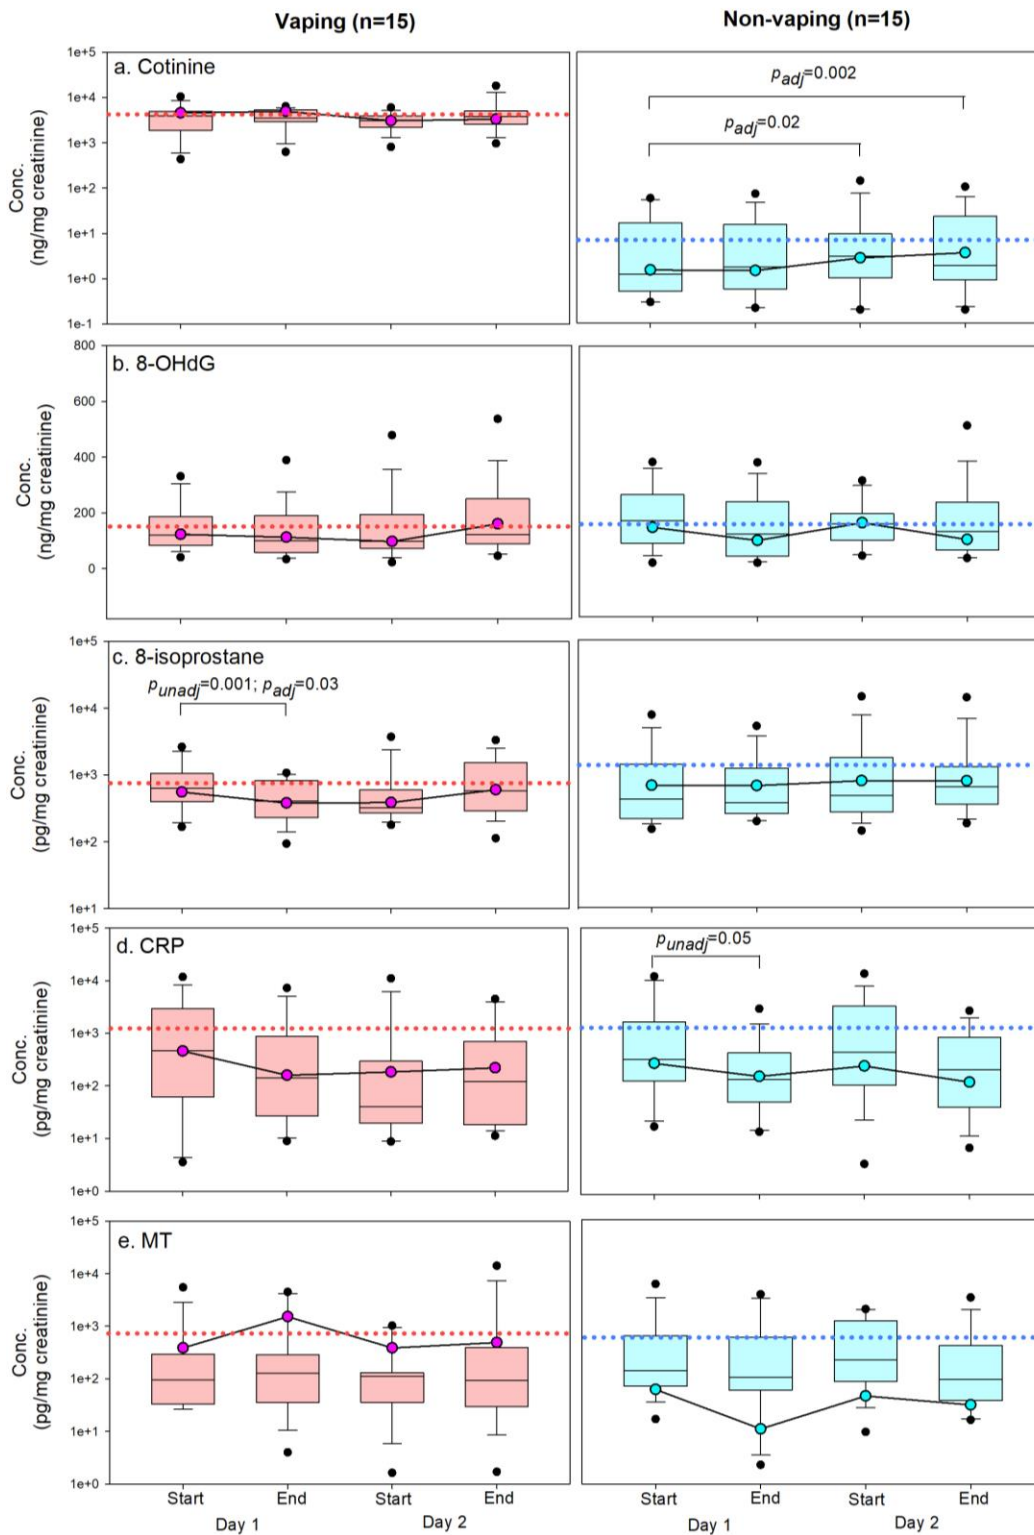 Vaping (n=15)
Non-vaping (n=15)
a. Cotinine
Conc.
(ng/mg creatinine)
1e+5
1e+4
1e+3
1e+2
1e+1
1e+0
1e-1
padj=0.002
padj=0.02
b. 8-OHdG
Conc.
(ng/mg creatinine)
800
600
400
200
0
c. 8-isoprostane
punadj=0.001; padj=0.03
Conc.
(pg/mg creatinine)
1e+5
1e+4
1e+3
1e+2
1e+1
d. CRP
Conc.
(pg/mg creatinine)
1e+5
1e+4
1e+3
1e+2
1e+1
1e+0
punadj=0.05
e. MT
Conc.
(pg/mg creatinine)
1e+5
1e+4
1e+3
1e+2
1e+1
1e+0
Start End Start End
Day 1 Day 2
Start End Start End
Day 1 Day 2